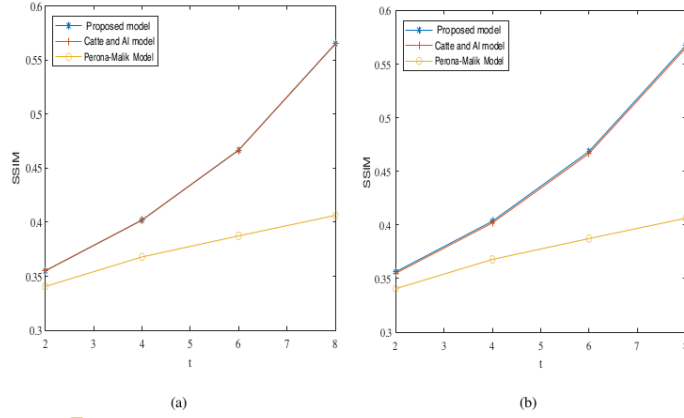 0.6
0.55
0.5
0.45
0.4
0.35
0.3
SSIM
2 3 4 5 6 7 8
t
Proposed model
Catte and Al model
Perona-Malik Model
(a)
0.6
0.55
0.5
0.45
0.4
0.35
0.3
SSIM
2 3 4 5 6 7 8
t
Proposed model
Catte and Al model
Perona-Malik Model
(b)